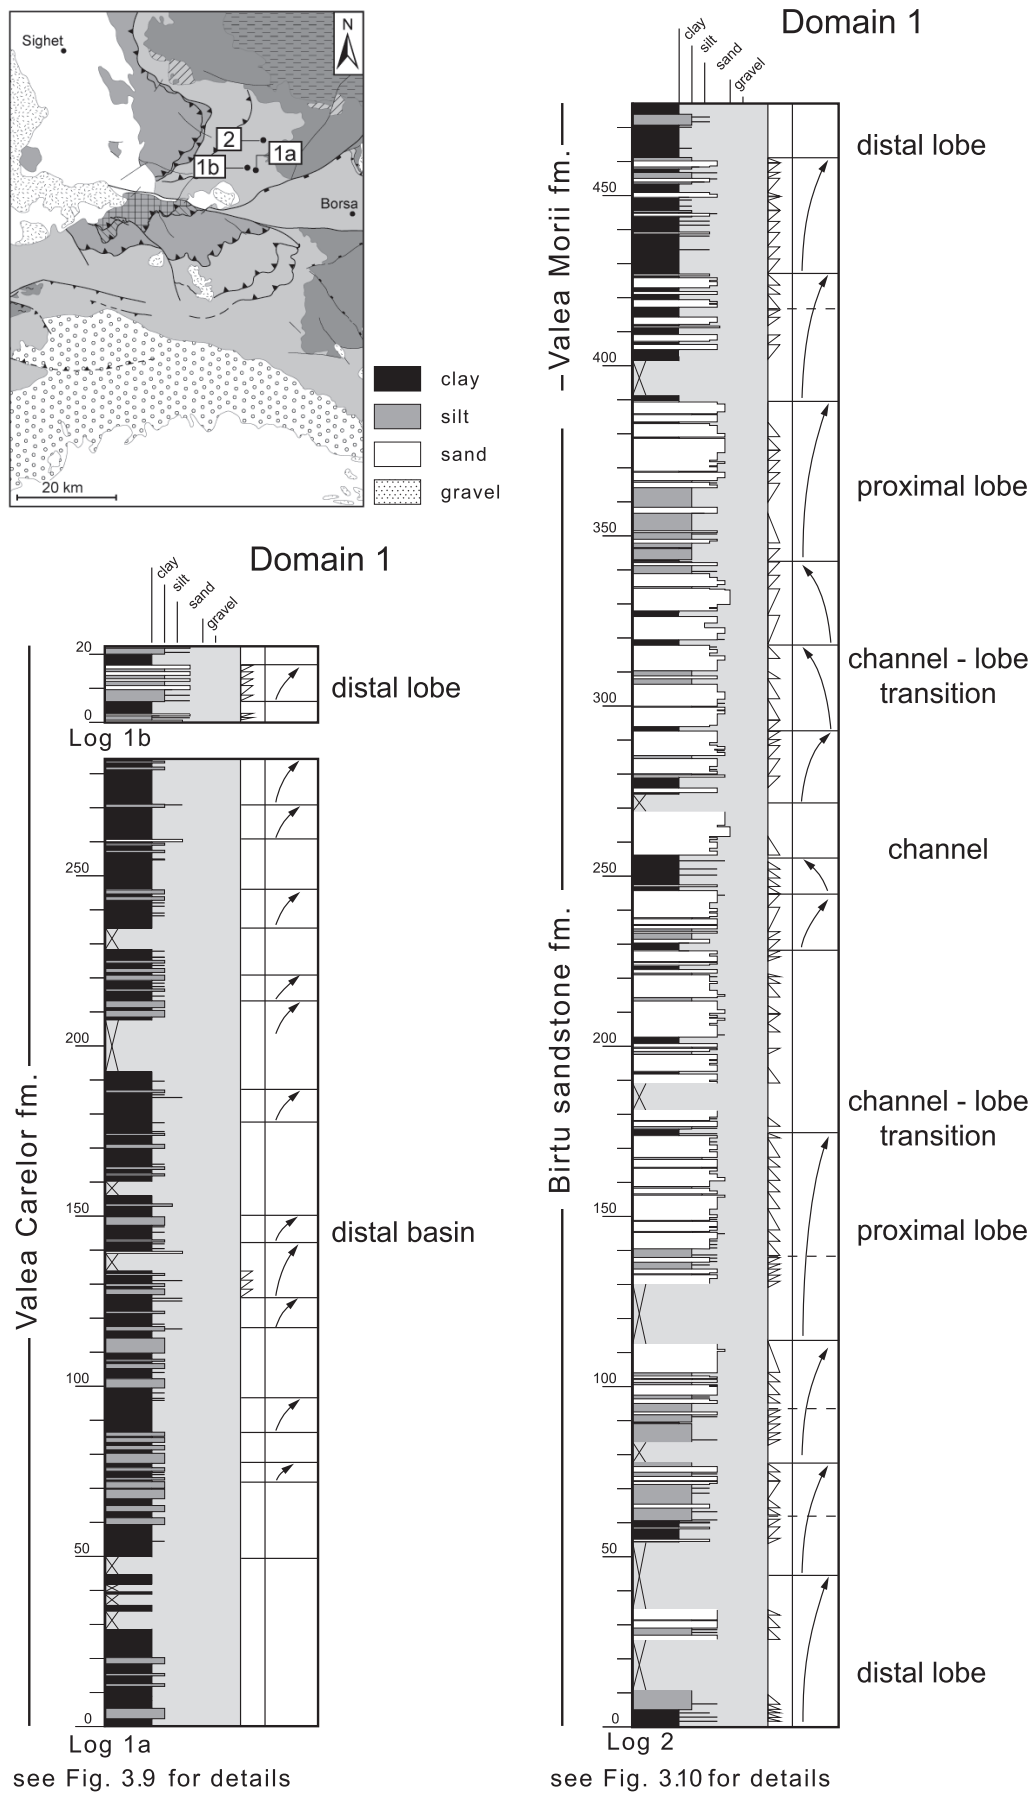 Sighet
N
2
1a
1b
Borsa
20 km
clay
silt
sand
gravel
Domain 1
clay
silt
sand
gravel
Valea Carelor fm.
20
0
distal lobe
Log 1b
250
200
150
100
50
0
distal basin
Log 1a
see Fig. 3.9 for details
Domain 1
clay
silt
sand
gravel
Valea Morii fm.
Birtu sandstone fm.
450
400
350
300
250
200
150
100
50
0
distal lobe
proximal lobe
channel - lobe
transition
channel
channel - lobe
transition
proximal lobe
distal lobe
Log 2
see Fig. 3.10 for details